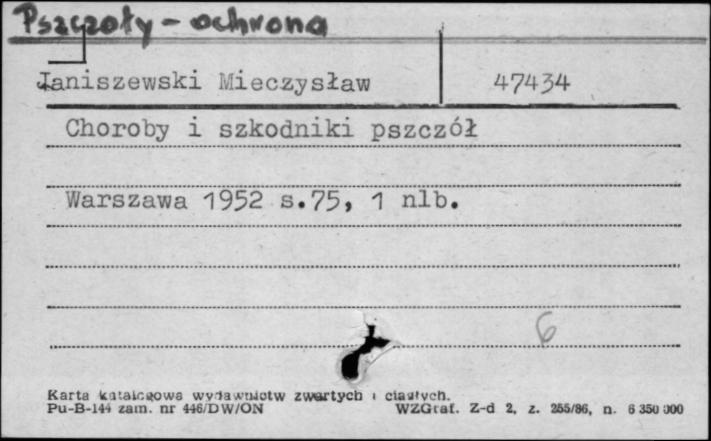 Pszczoły - ochrona
Janiszewski Mieczysław 47434
Choroby i szkodniki pszczół
Warszawa 1952 s.75, 1 nlb.
6
Karta katalogowa wydawnictw zwartych i ciągłych.
Pu-B-144 zam. nr 446/DW/ON WZGraf. Z-d 2, z. 255/86, n. 6 350 000